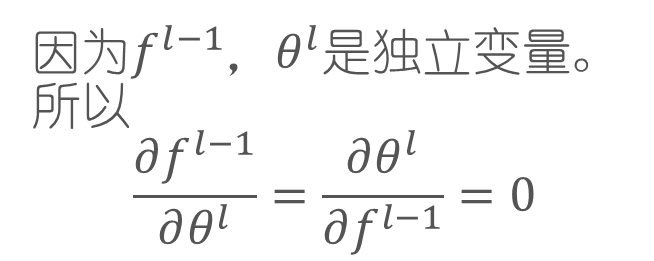 因为f^{l−1}，θ^l是独立变量。
所以
∂f^{l−1}/∂θ^l = ∂θ^l/∂f^{l−1} = 0